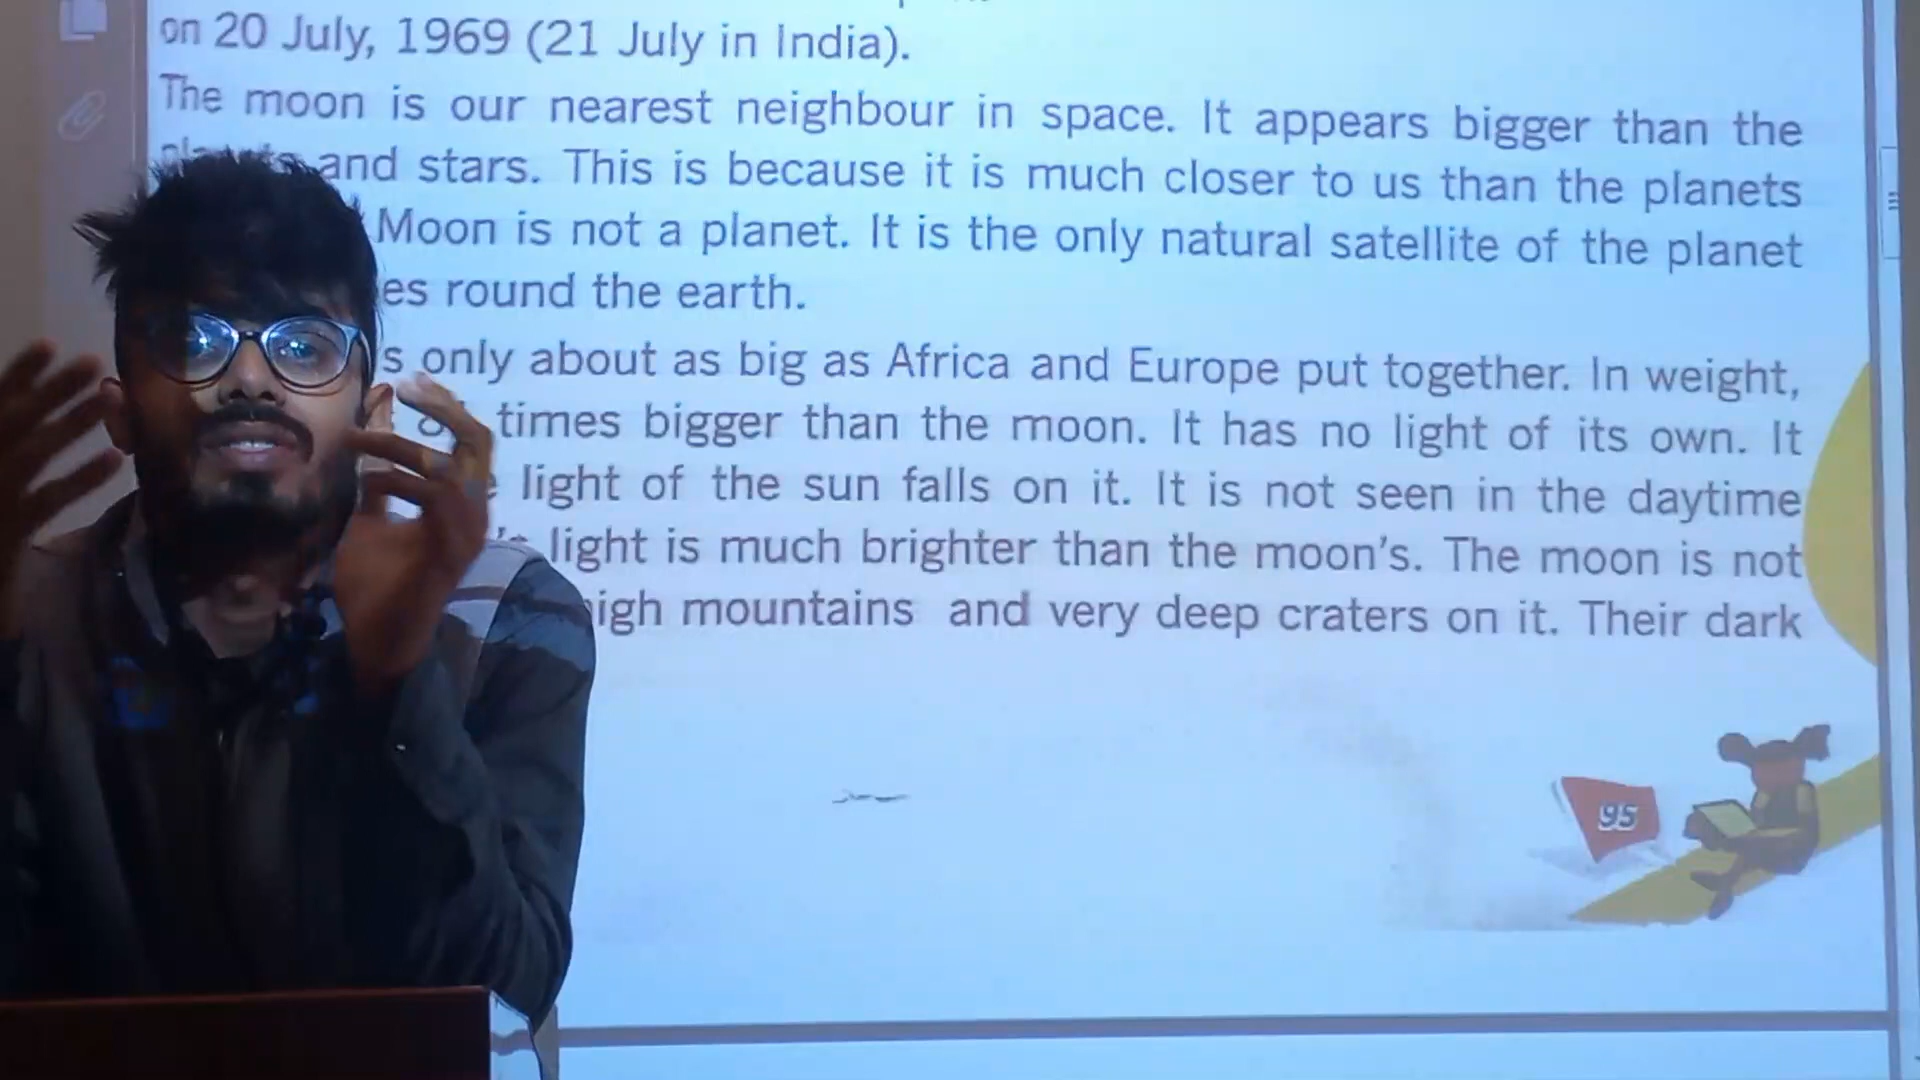 on 20 July, 1969 (21 July in India).
The moon is our nearest neighbour in space. It appears bigger than the
and stars. This is because it is much closer to us than the planets
Moon is not a planet. It is the only natural satellite of the planet
es round the earth.
s only about as big as Africa and Europe put together. In weight,
times bigger than the moon. It has no light of its own. It
light of the sun falls on it. It is not seen in the daytime
light is much brighter than the moon's. The moon is not
igh mountains and very deep craters on it. Their dark
95